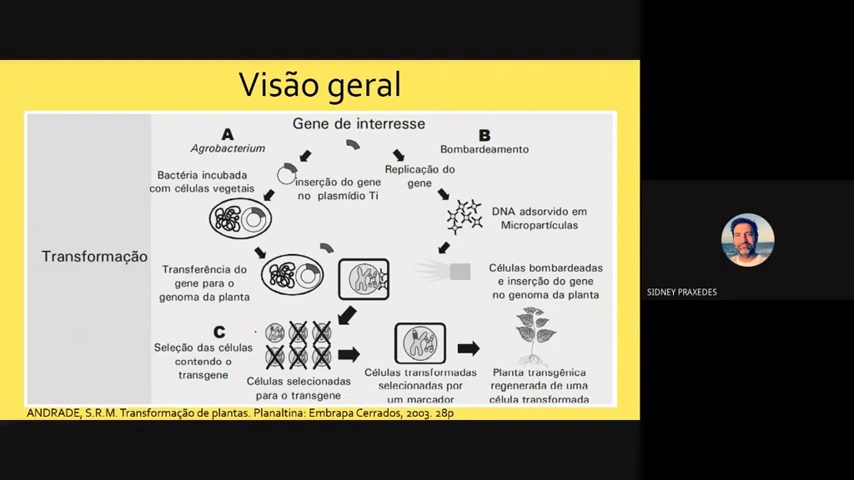 Visão geral
Gene de interresse
A
Agrobacterium
B
Bombardeamento
Bactéria incubada
com células vegetais
inserção do gene
no plasmídio Ti
Replicação do
gene
DNA adsorvido em
Micropartículas
Transformação
Transferência do
gene para o
genoma da planta
Células bombardeadas
e inserção do gene
no genoma da planta
C
Seleção das células
contendo o
transgene
Células selecionadas
para o transgene
Células transformadas
selecionadas por
um marcador
Planta transgênica
regenerada de uma
célula transformada
ANDRADE, S.R.M. Transformação de plantas. Planaltina: Embrapa Cerrados, 2003. 28p
SIDNEY PRAXEDES